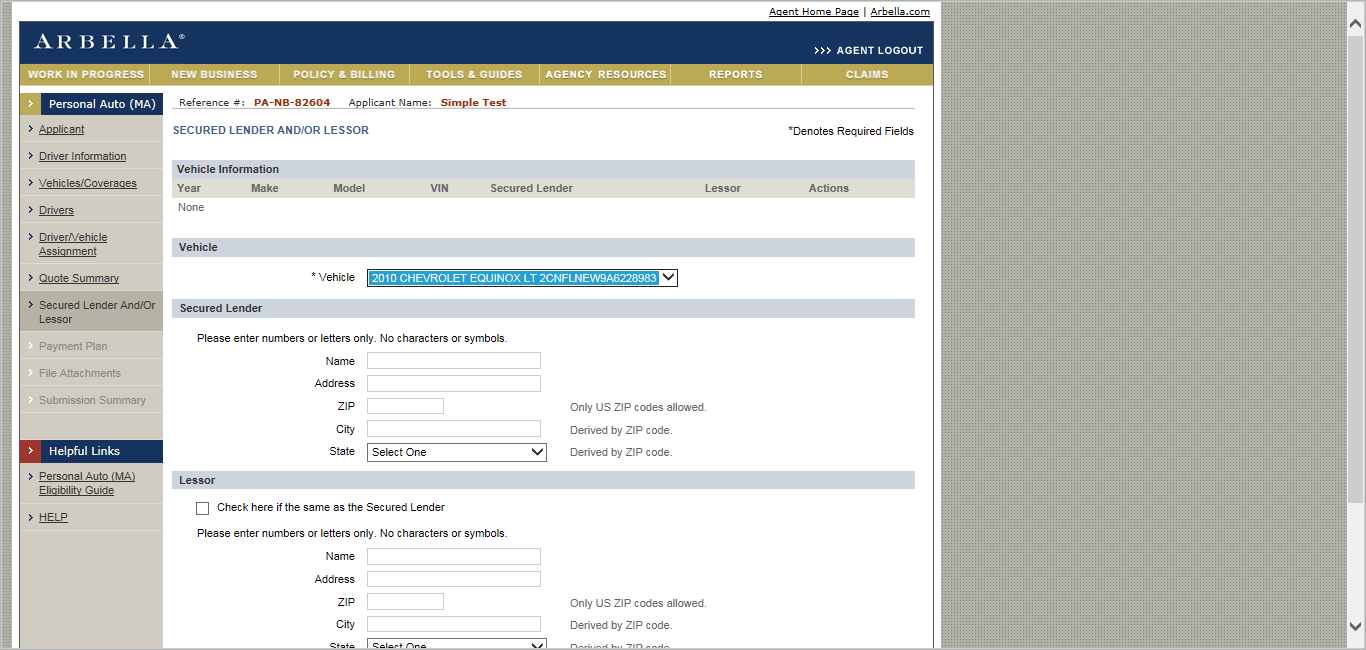 Agent Home Page | Arbella.com
ARBELLA®
>>> AGENT LOGOUT
WORK IN PROGRESS NEW BUSINESS POLICY & BILLING TOOLS & GUIDES AGENCY RESOURCES REPORTS CLAIMS
Personal Auto (MA)
Applicant
Driver Information
Vehicles/Coverages
Drivers
Driver/Vehicle
Assignment
Quote Summary
Secured Lender And/Or
Lessor
Payment Plan
File Attachments
Submission Summary
Helpful Links
Personal Auto (MA)
Eligibility Guide
HELP
Reference #: PA-NB-82604 Applicant Name: Simple Test
SECURED LENDER AND/OR LESSOR
*Denotes Required Fields
Vehicle Information
Year Make Model VIN Secured Lender Lessor Actions
None
Vehicle
* Vehicle 2010 CHEVROLET EQUINOX LT 2CNFLNEW9A6228983
Secured Lender
Please enter numbers or letters only. No characters or symbols.
Name
Address
ZIP Only US ZIP codes allowed.
City Derived by ZIP code.
State Select One Derived by ZIP code.
Lessor
Check here if the same as the Secured Lender
Please enter numbers or letters only. No characters or symbols.
Name
Address
ZIP Only US ZIP codes allowed.
City Derived by ZIP code.
State Select One Derived by ZIP code.